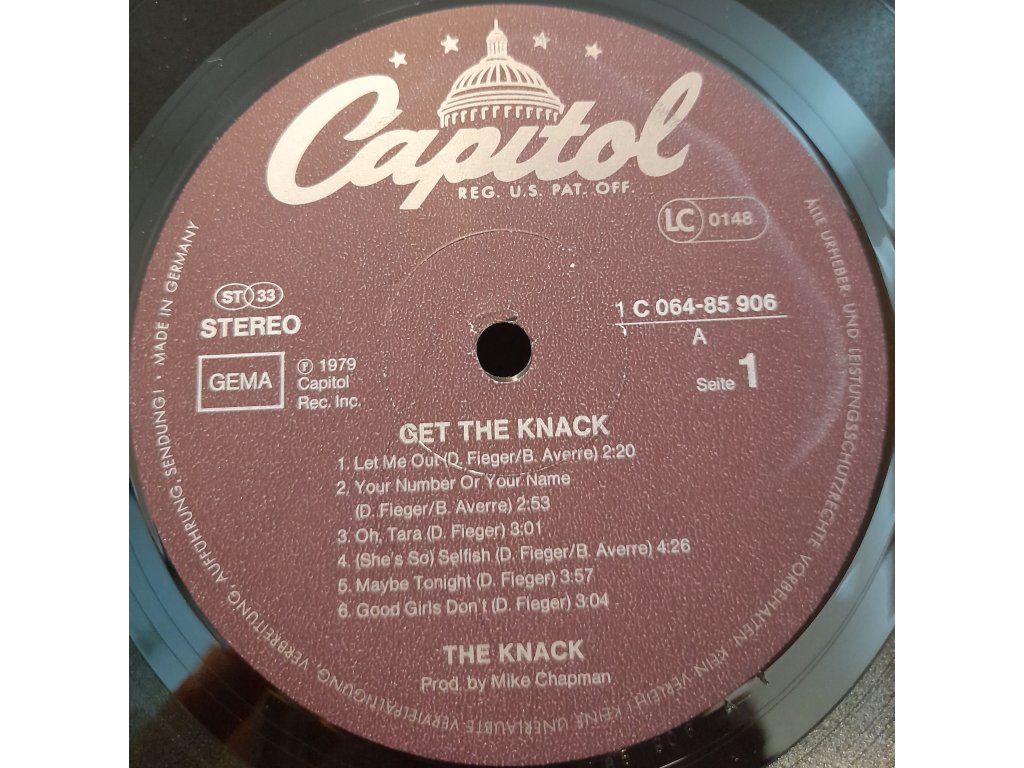 Capitol
REG. U.S. PAT. OFF.
LC 0148
ST 33
STEREO
GEMA
℗ 1979
Capitol
Rec. Inc.
1 C 064-85 906
A
Seite 1
GET THE KNACK
1. Let Me Out (D. Fieger/B. Averre) 2:20
2. Your Number Or Your Name
(D. Fieger/B. Averre) 2:53
3. Oh, Tara (D. Fieger) 3:01
4. (She's So) Selfish (D. Fieger/B. Averre) 4:26
5. Maybe Tonight (D. Fieger) 3:57
6. Good Girls Don't (D. Fieger) 3:04
THE KNACK
Prod. by Mike Chapman
ALLE URHEBER UND LEISTUNGSSCHUTZRECHTE VORBEHALTEN. KEIN VERLEIH! KEINE UNERLAUBTE VERVIELFÄLTIGUNG, VERBREITUNG, AUFFÜHRUNG, SENDUNG! · MADE IN GERMANY